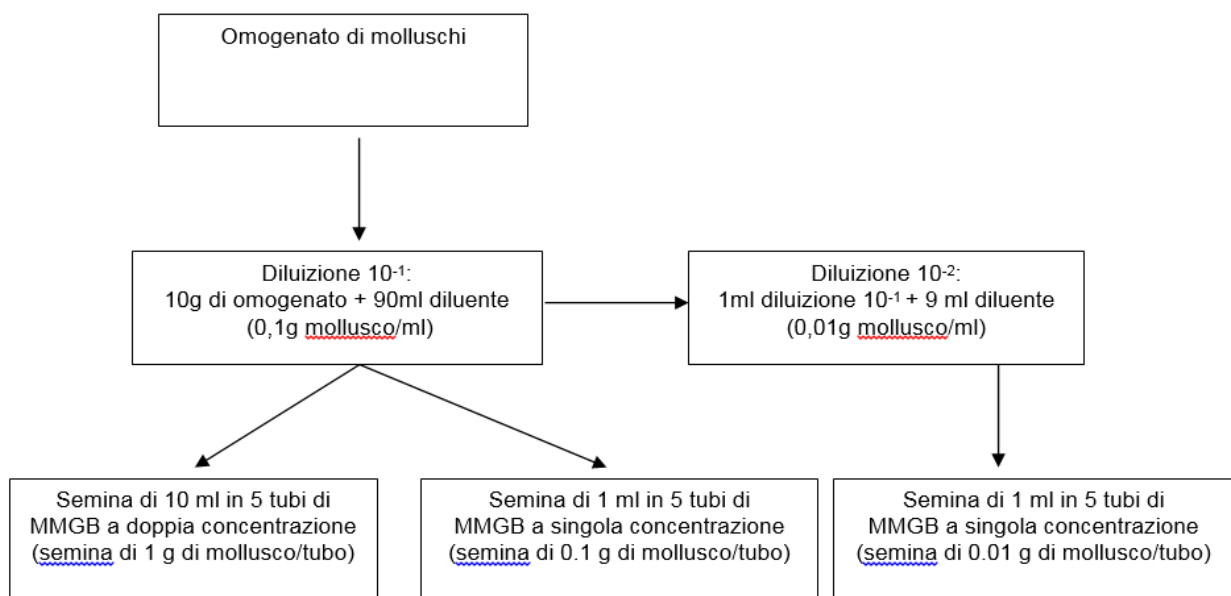 Omogenato di molluschi
Diluizione 10⁻¹:
10g di omogenato + 90ml diluente
(0,1g mollusco/ml)
Diluizione 10⁻²:
1ml diluizione 10⁻¹ + 9 ml diluente
(0,01g mollusco/ml)
Semina di 10 ml in 5 tubi di
MMGB a doppia concentrazione
(semina di 1 g di mollusco/tubo)
Semina di 1 ml in 5 tubi di
MMGB a singola concentrazione
(semina di 0.1 g di mollusco/tubo)
Semina di 1 ml in 5 tubi di
MMGB a singola concentrazione
(semina di 0.01 g di mollusco/tubo)